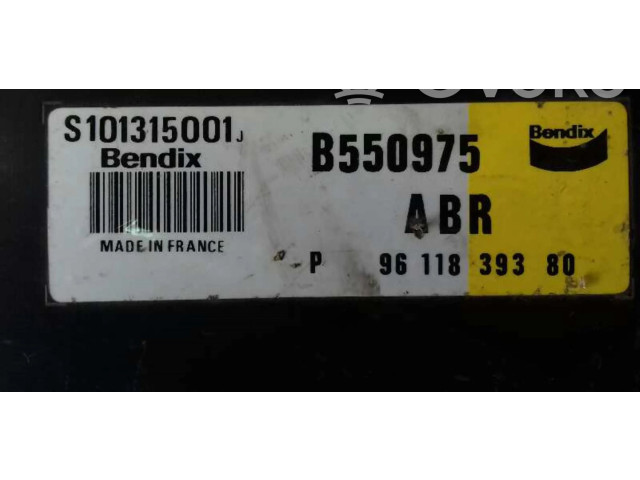 S101315001J
Bendix
MADE IN FRANCE
B550975
ABR
P 96 118 393 80
Bendix